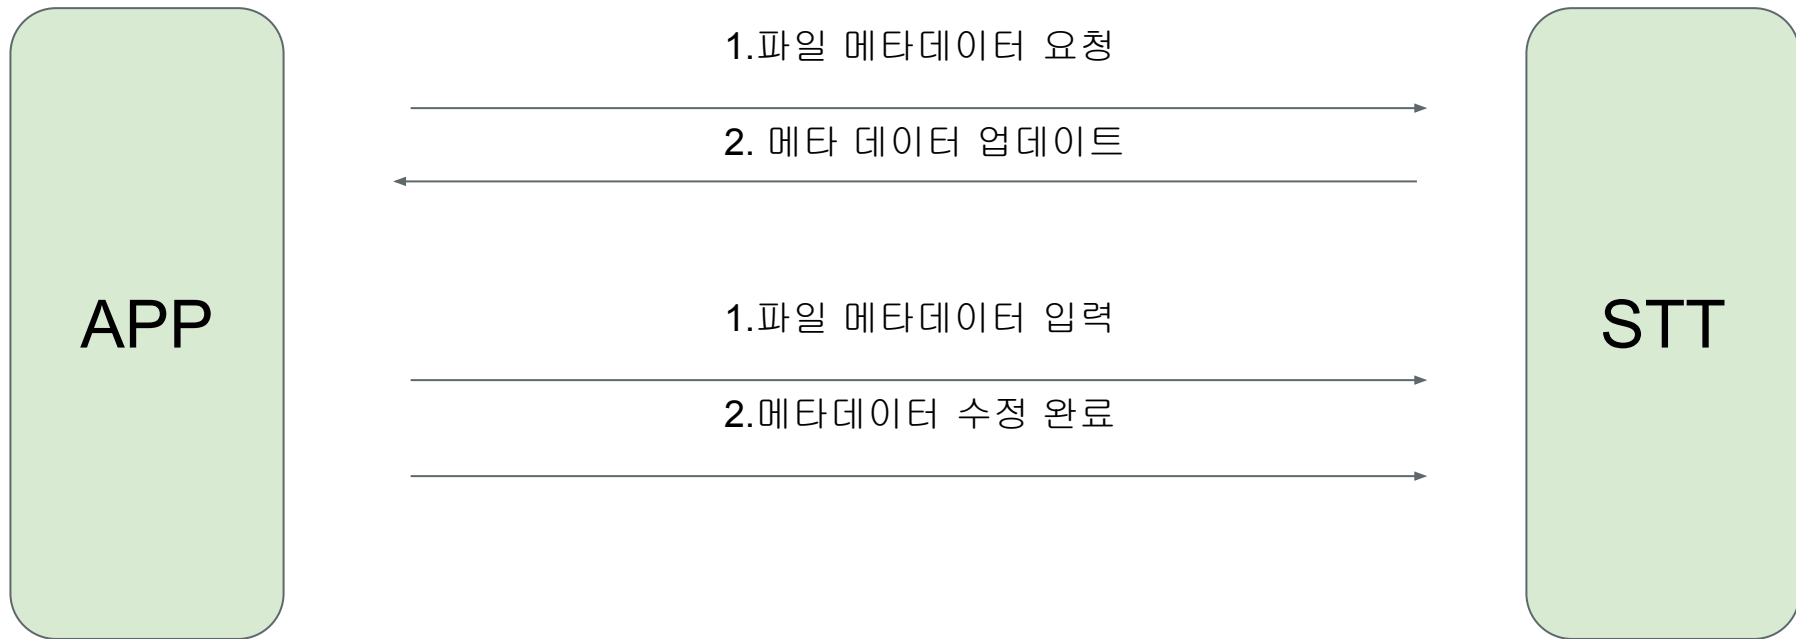 1.파일 메타데이터 요청
2. 메타 데이터 업데이트
APP
1.파일 메타데이터 입력
STT
2.메타데이터 수정 완료